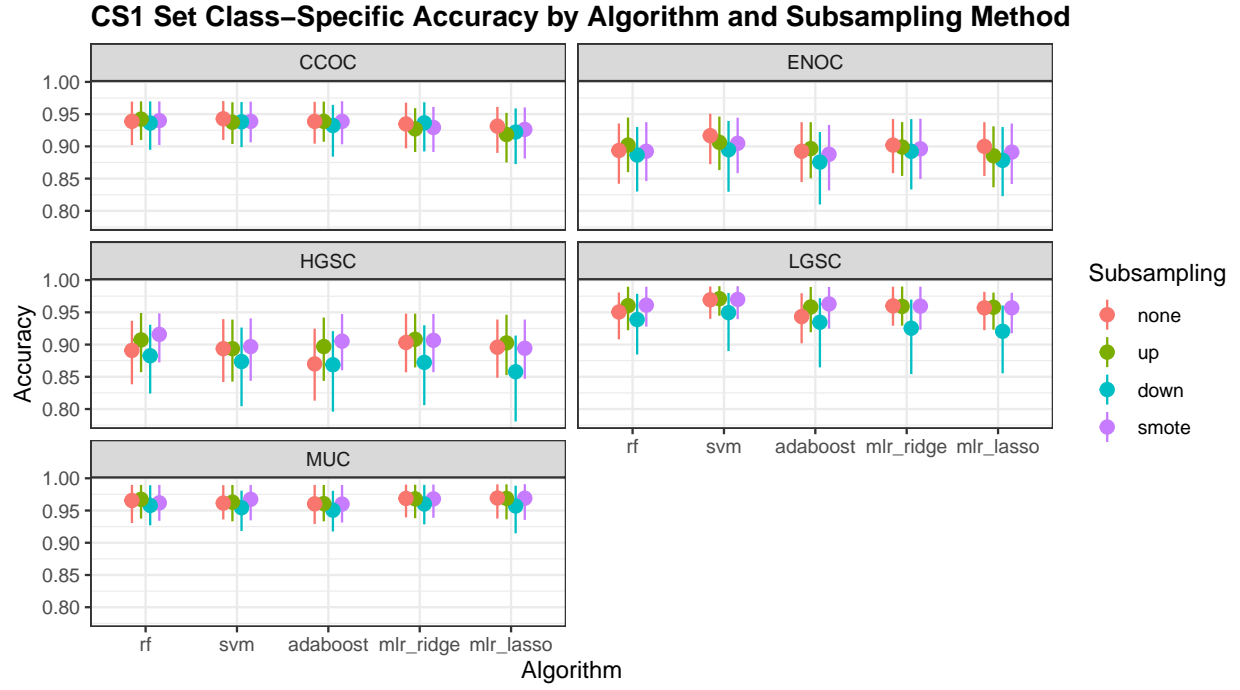 CS1 Set Class−Specific Accuracy by Algorithm and Subsampling Method
CCOC
ENOC
1.00
0.95
0.90
0.85
0.80
HGSC
LGSC
1.00
0.95
0.90
0.85
0.80
rf svm adaboost mlr_ridge mlr_lasso
MUC
1.00
0.95
0.90
0.85
0.80
rf svm adaboost mlr_ridge mlr_lasso
Algorithm
Accuracy
Subsampling
none
up
down
smote